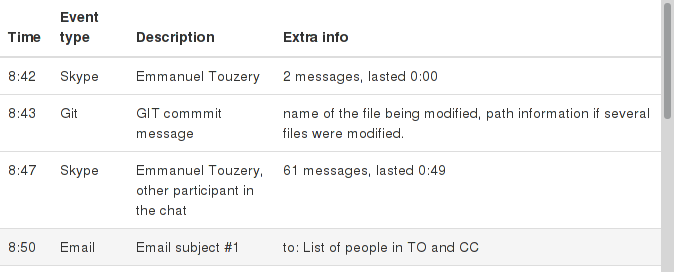 Time Event type Description Extra info
8:42 Skype Emmanuel Touzery 2 messages, lasted 0:00
8:43 Git GIT commmit message name of the file being modified, path information if several files were modified.
8:47 Skype Emmanuel Touzery, other participant in the chat 61 messages, lasted 0:49
8:50 Email Email subject #1 to: List of people in TO and CC